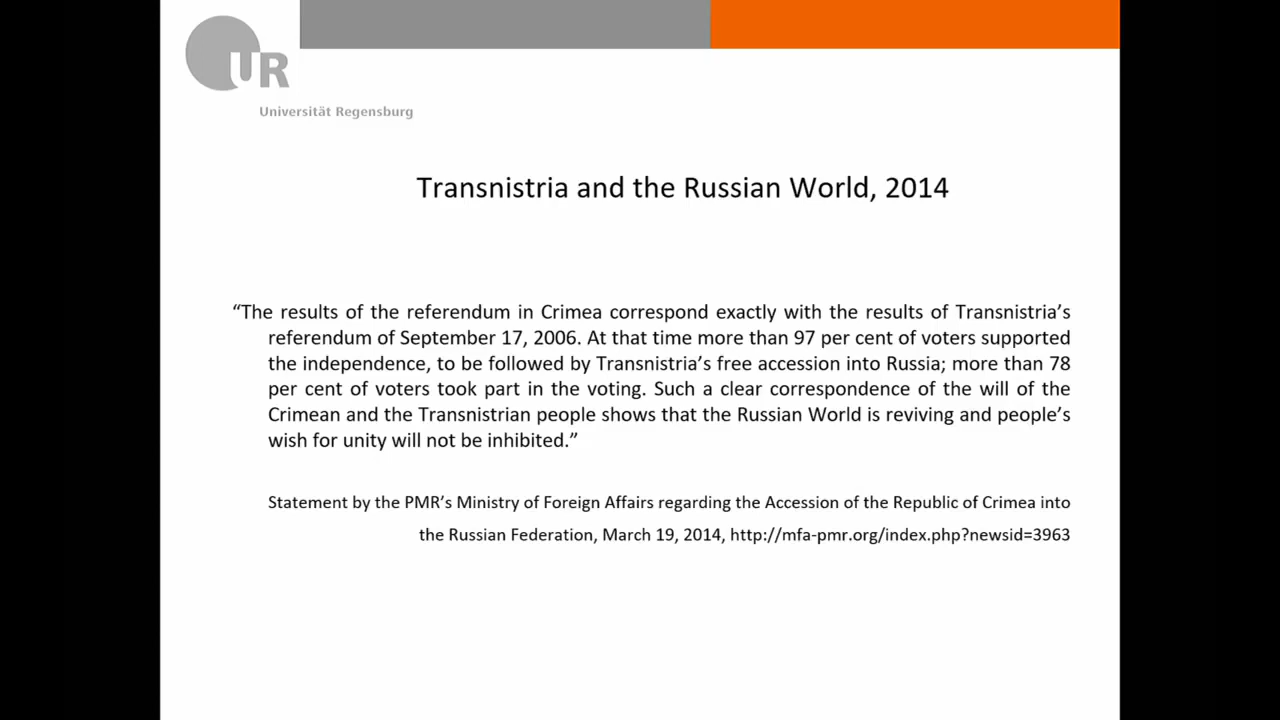 UR
Universität Regensburg
Transnistria and the Russian World, 2014
“The results of the referendum in Crimea correspond exactly with the results of Transnistria’s
referendum of September 17, 2006. At that time more than 97 per cent of voters supported
the independence, to be followed by Transnistria’s free accession into Russia; more than 78
per cent of voters took part in the voting. Such a clear correspondence of the will of the
Crimean and the Transnistrian people shows that the Russian World is reviving and people’s
wish for unity will not be inhibited.”
Statement by the PMR’s Ministry of Foreign Affairs regarding the Accession of the Republic of Crimea into
the Russian Federation, March 19, 2014, http://mfa-pmr.org/index.php?newsid=3963